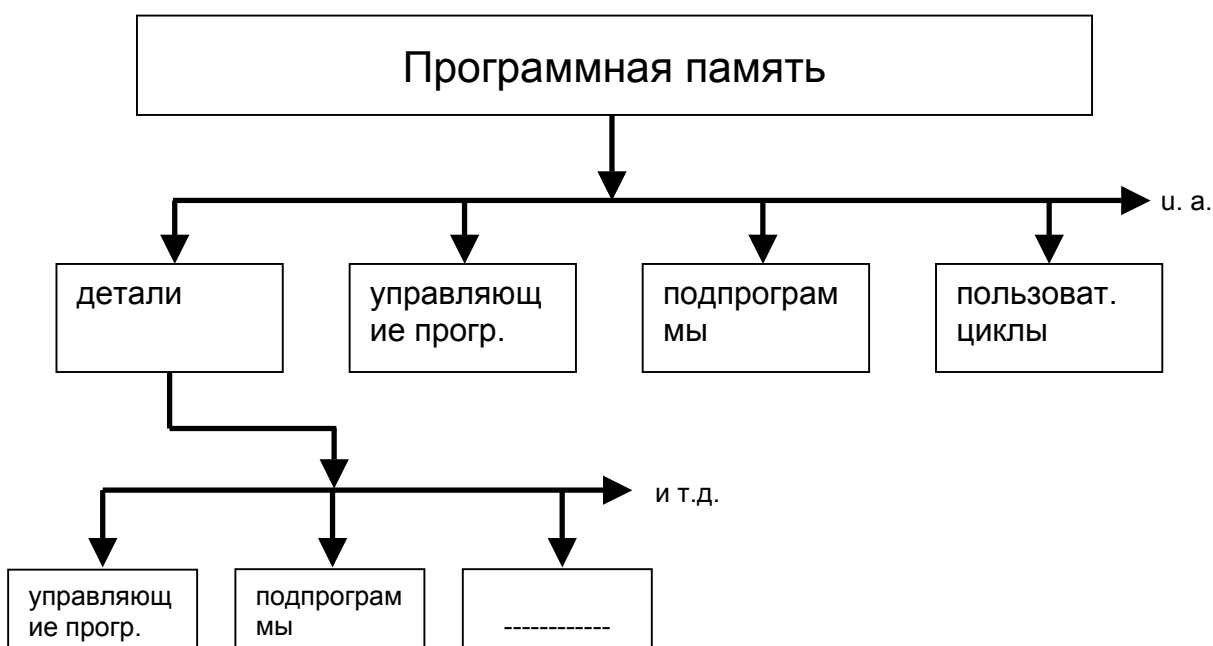 Программная память
u. a.
детали
управляющ
ие прогр.
подпрограм
мы
пользоват.
циклы
и т.д.
управляющ
ие прогр.
подпрограм
мы
------------